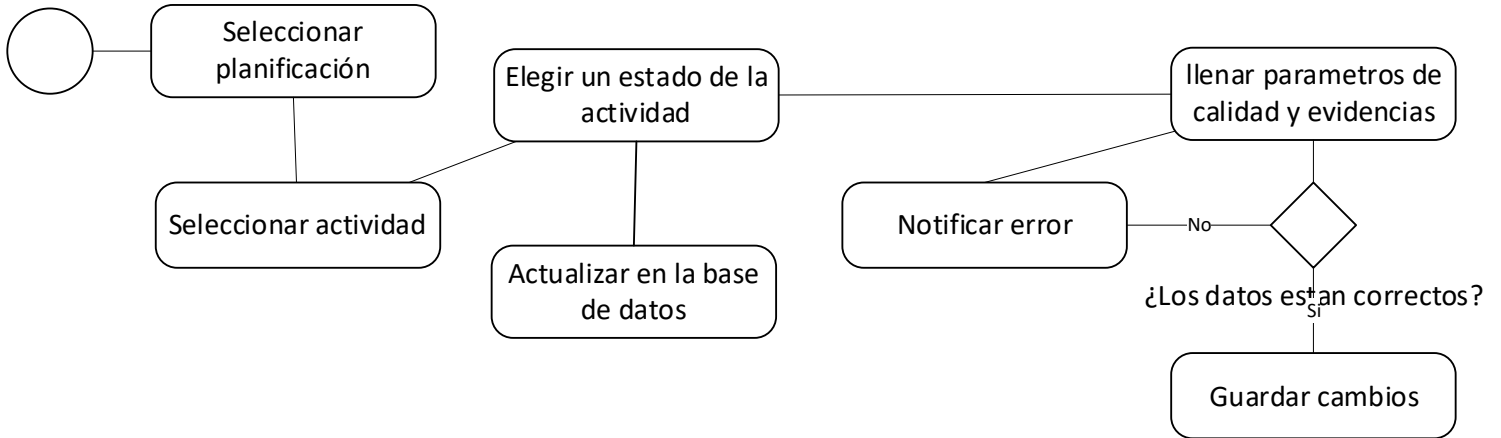 Seleccionar
planificación
Elegir un estado de la
actividad
llenar parametros de
calidad y evidencias
Seleccionar actividad
Notificar error
No
Actualizar en la base
de datos
¿Los datos estan correctos?
Si
Guardar cambios